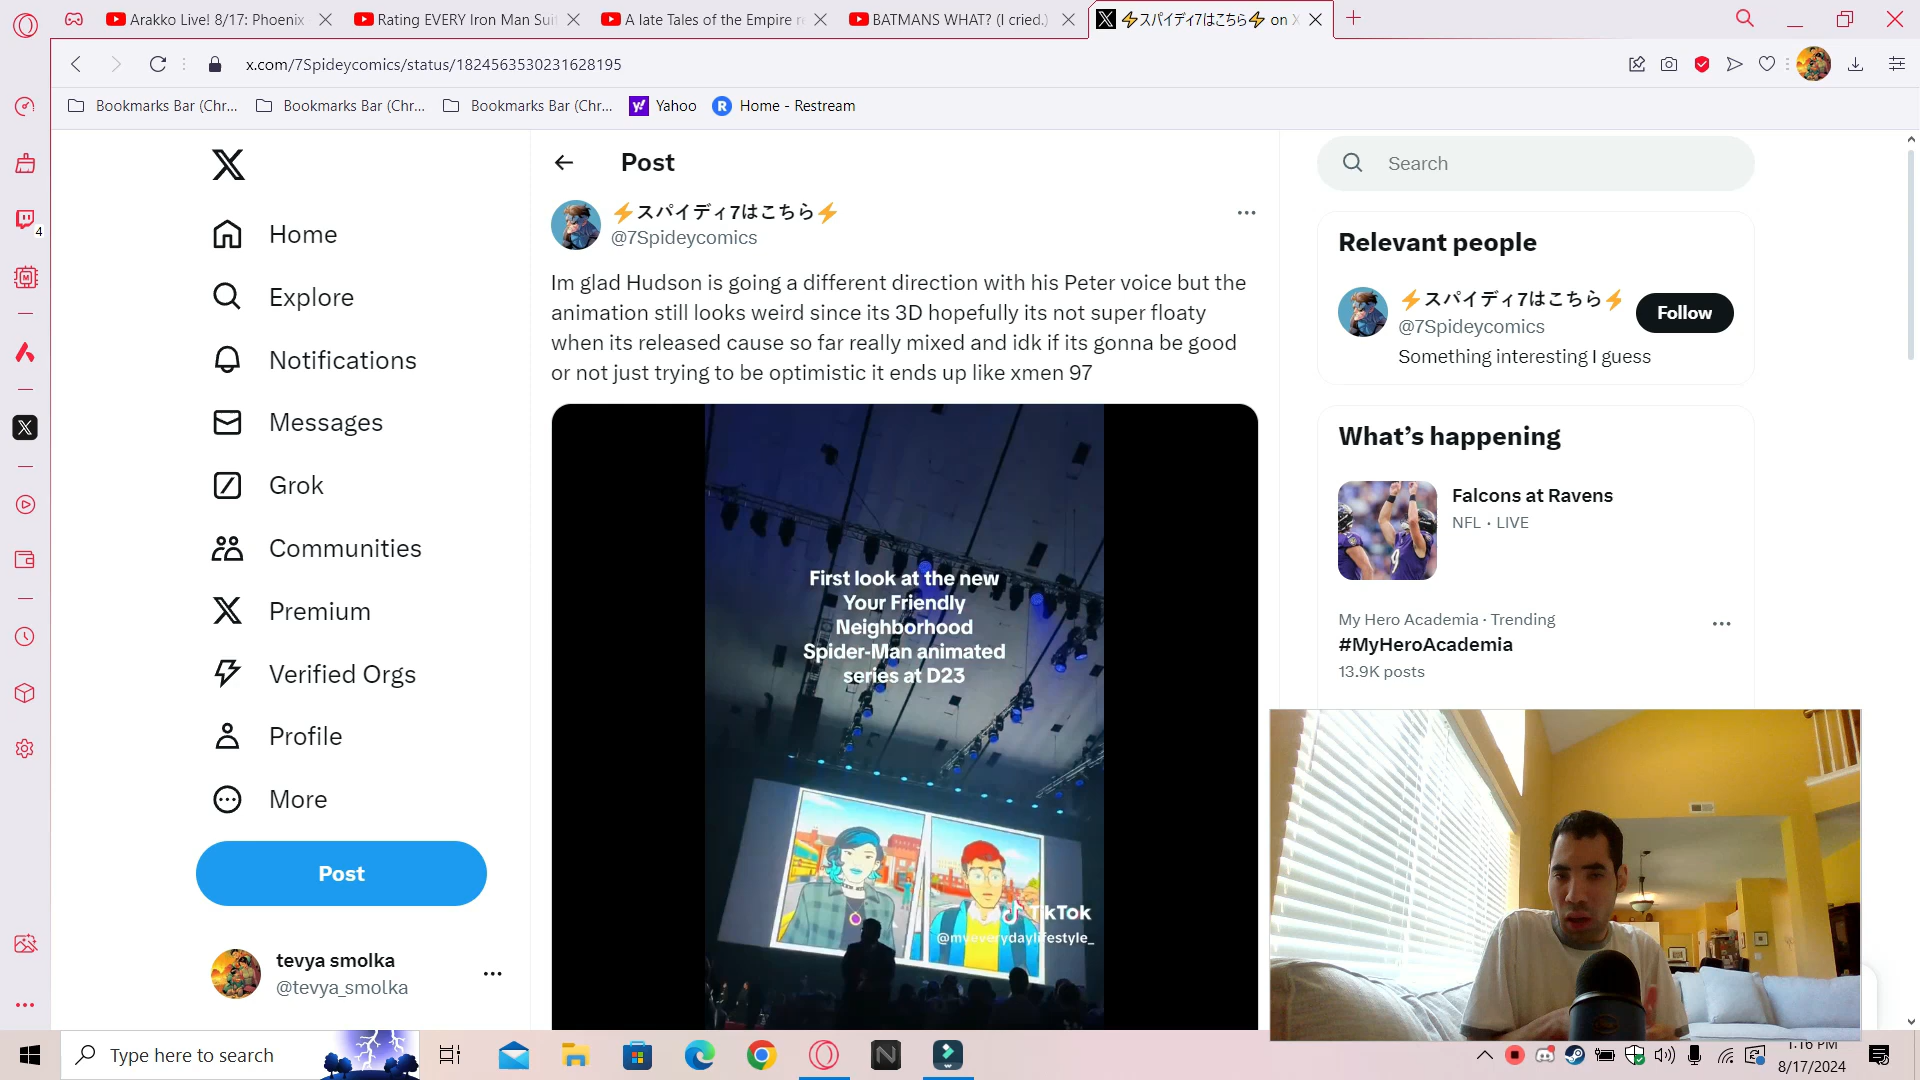 Arakko Live! 8/17: Phoenix
Rating EVERY Iron Man Sui
A late Tales of the Empire r
BATMANS WHAT? (I cried.)
⚡スパイディ7はこちら⚡ on X
x.com/7Spideycomics/status/1824563530231628195
Bookmarks Bar (Chr...
Bookmarks Bar (Chr...
Bookmarks Bar (Chr...
Yahoo
Home - Restream
4
Home
Explore
Notifications
Messages
Grok
Communities
Premium
Verified Orgs
Profile
More
Post
tevya smolka
@tevya_smolka
Post
⚡スパイディ7はこちら⚡
@7Spideycomics
Im glad Hudson is going a different direction with his Peter voice but the
animation still looks weird since its 3D hopefully its not super floaty
when its released cause so far really mixed and idk if its gonna be good
or not just trying to be optimistic it ends up like xmen 97
First look at the new
Your Friendly
Neighborhood
Spider-Man animated
series at D23
TikTok
@myeverydaylifestyle_
Search
Relevant people
⚡スパイディ7はこちら⚡
@7Spideycomics
Follow
Something interesting I guess
What's happening
Falcons at Ravens
NFL · LIVE
My Hero Academia · Trending
#MyHeroAcademia
13.9K posts
Type here to search
1:16 PM
8/17/2024